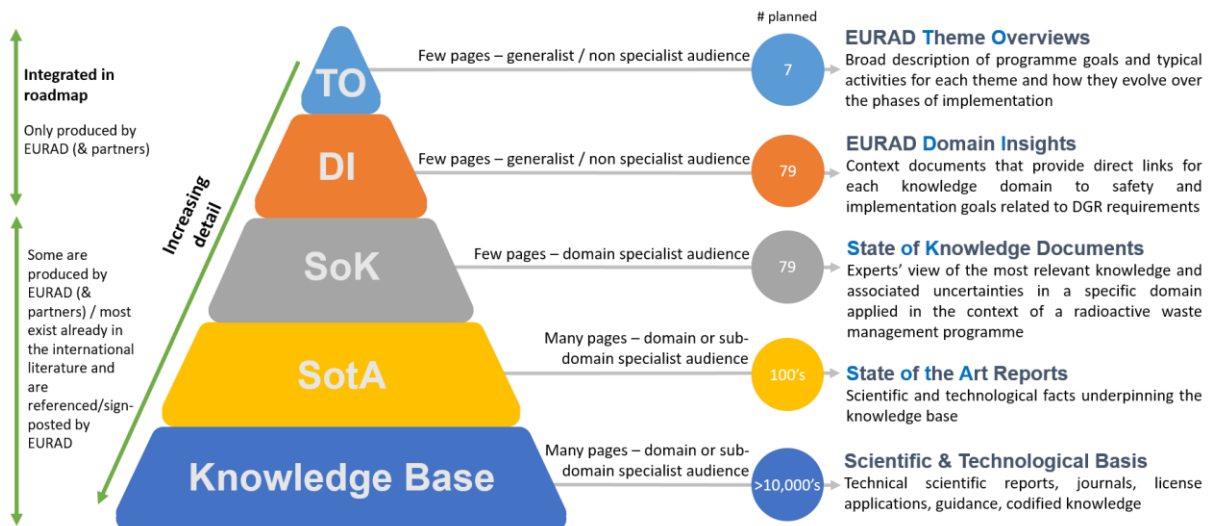 # planned
Integrated in
roadmap
Only produced by
EURAD (& partners)
Some are
produced by
EURAD (&
partners) / most
exist already in
the international
literature and
are
referenced/sign-
posted by
EURAD
Increasing
detail
TO
Few pages – generalist / non specialist audience
7
EURAD Theme Overviews
Broad description of programme goals and typical
activities for each theme and how they evolve over
the phases of implementation
DI
Few pages – generalist / non specialist audience
79
EURAD Domain Insights
Context documents that provide direct links for
each knowledge domain to safety and
implementation goals related to DGR requirements
SoK
Few pages – domain specialist audience
79
State of Knowledge Documents
Experts’ view of the most relevant knowledge and
associated uncertainties in a specific domain
applied in the context of a radioactive waste
management programme
SotA
Many pages – domain or sub-
domain specialist audience
100’s
State of the Art Reports
Scientific and technological facts underpinning the
knowledge base
Knowledge Base
Many pages – domain or sub-
domain specialist audience
>10,000’s
Scientific & Technological Basis
Technical scientific reports, journals, license
applications, guidance, codified knowledge